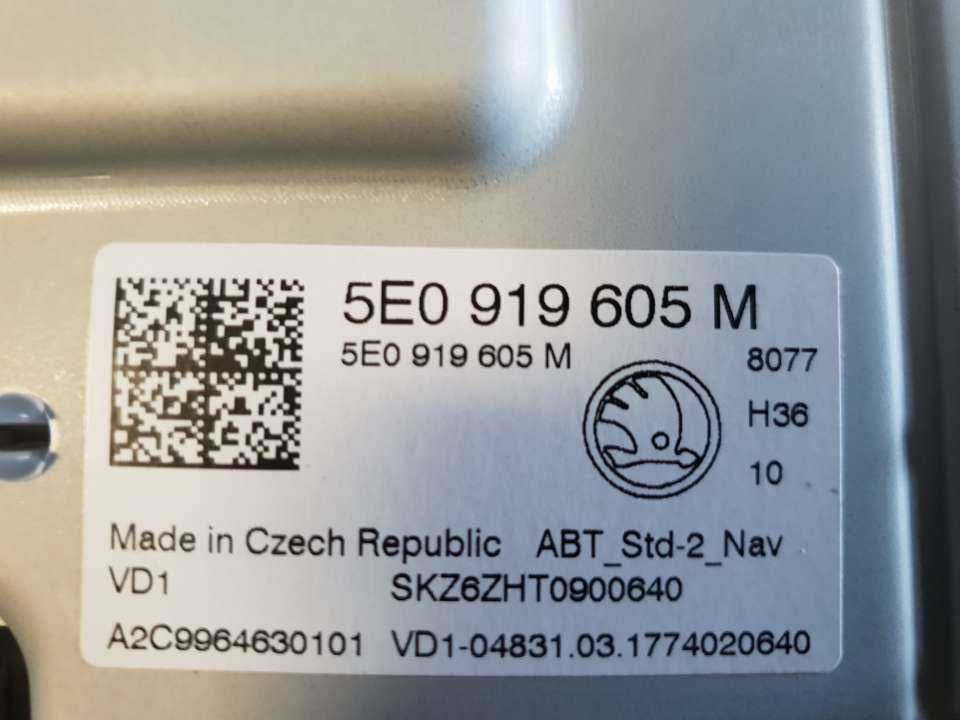 5E0 919 605 M
5E0 919 605 M
8077
H36
10
Made in Czech Republic ABT_Std-2_Nav
VD1 SKZ6ZHT0900640
A2C9964630101 VD1-04831.03.1774020640